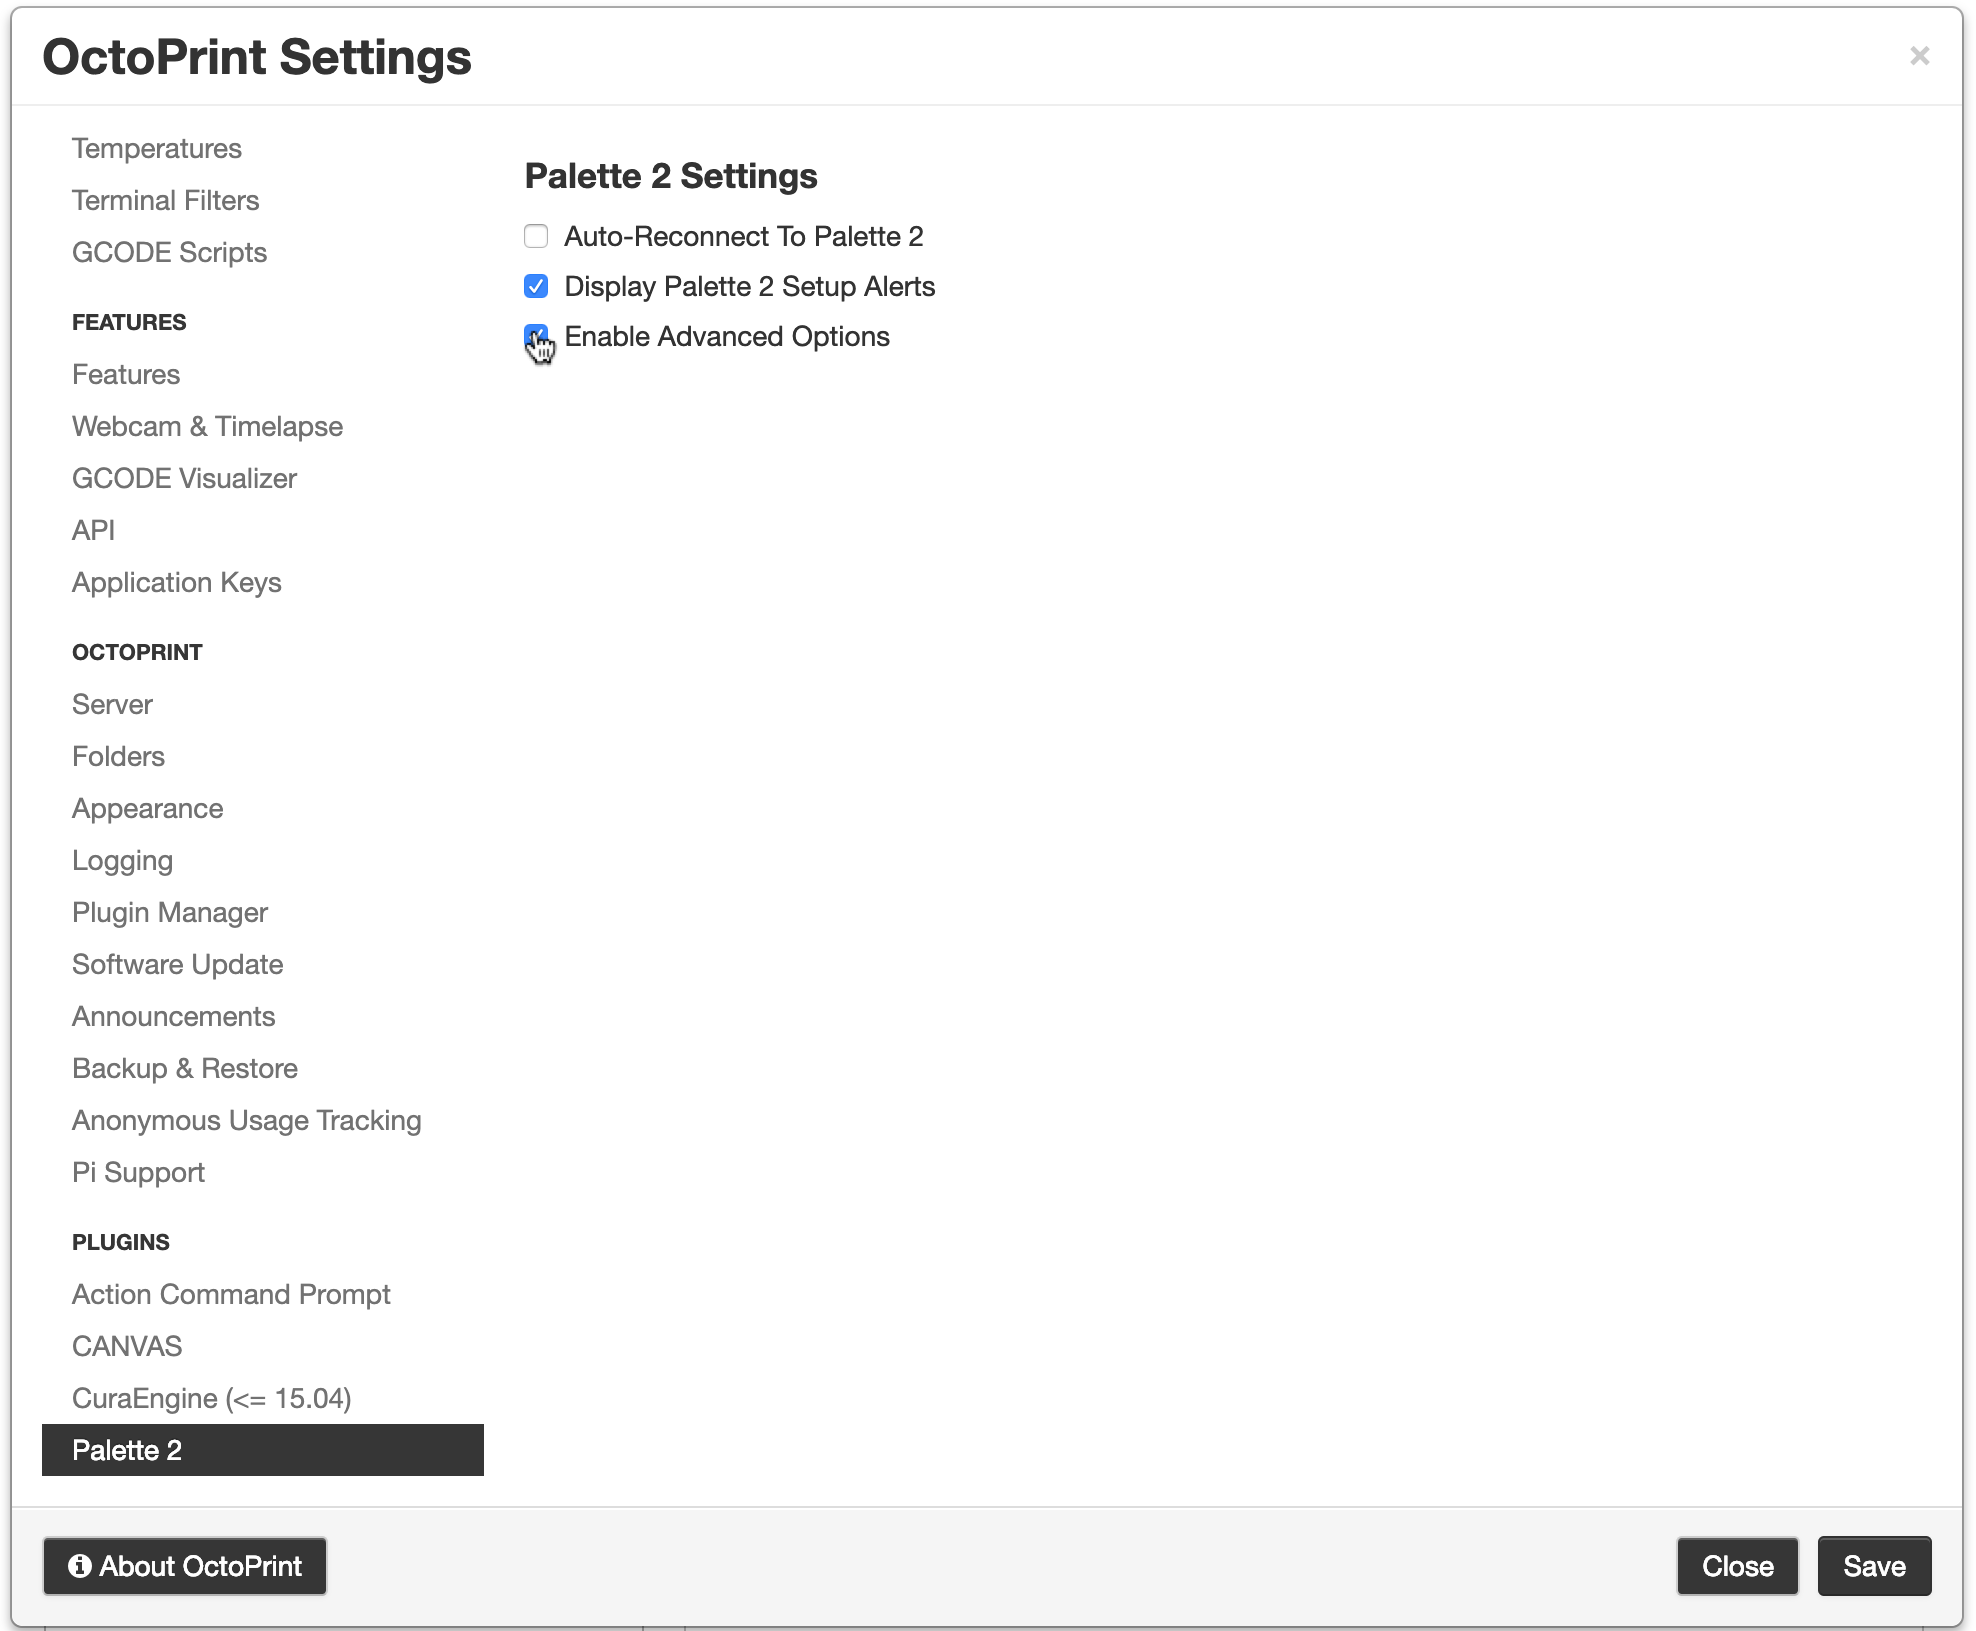 OctoPrint Settings
×
Temperatures
Terminal Filters
GCODE Scripts
FEATURES
Features
Webcam & Timelapse
GCODE Visualizer
API
Application Keys
OCTOPRINT
Server
Folders
Appearance
Logging
Plugin Manager
Software Update
Announcements
Backup & Restore
Anonymous Usage Tracking
Pi Support
PLUGINS
Action Command Prompt
CANVAS
CuraEngine (<= 15.04)
Palette 2
Palette 2 Settings
Auto-Reconnect To Palette 2
Display Palette 2 Setup Alerts
Enable Advanced Options
About OctoPrint
Close
Save